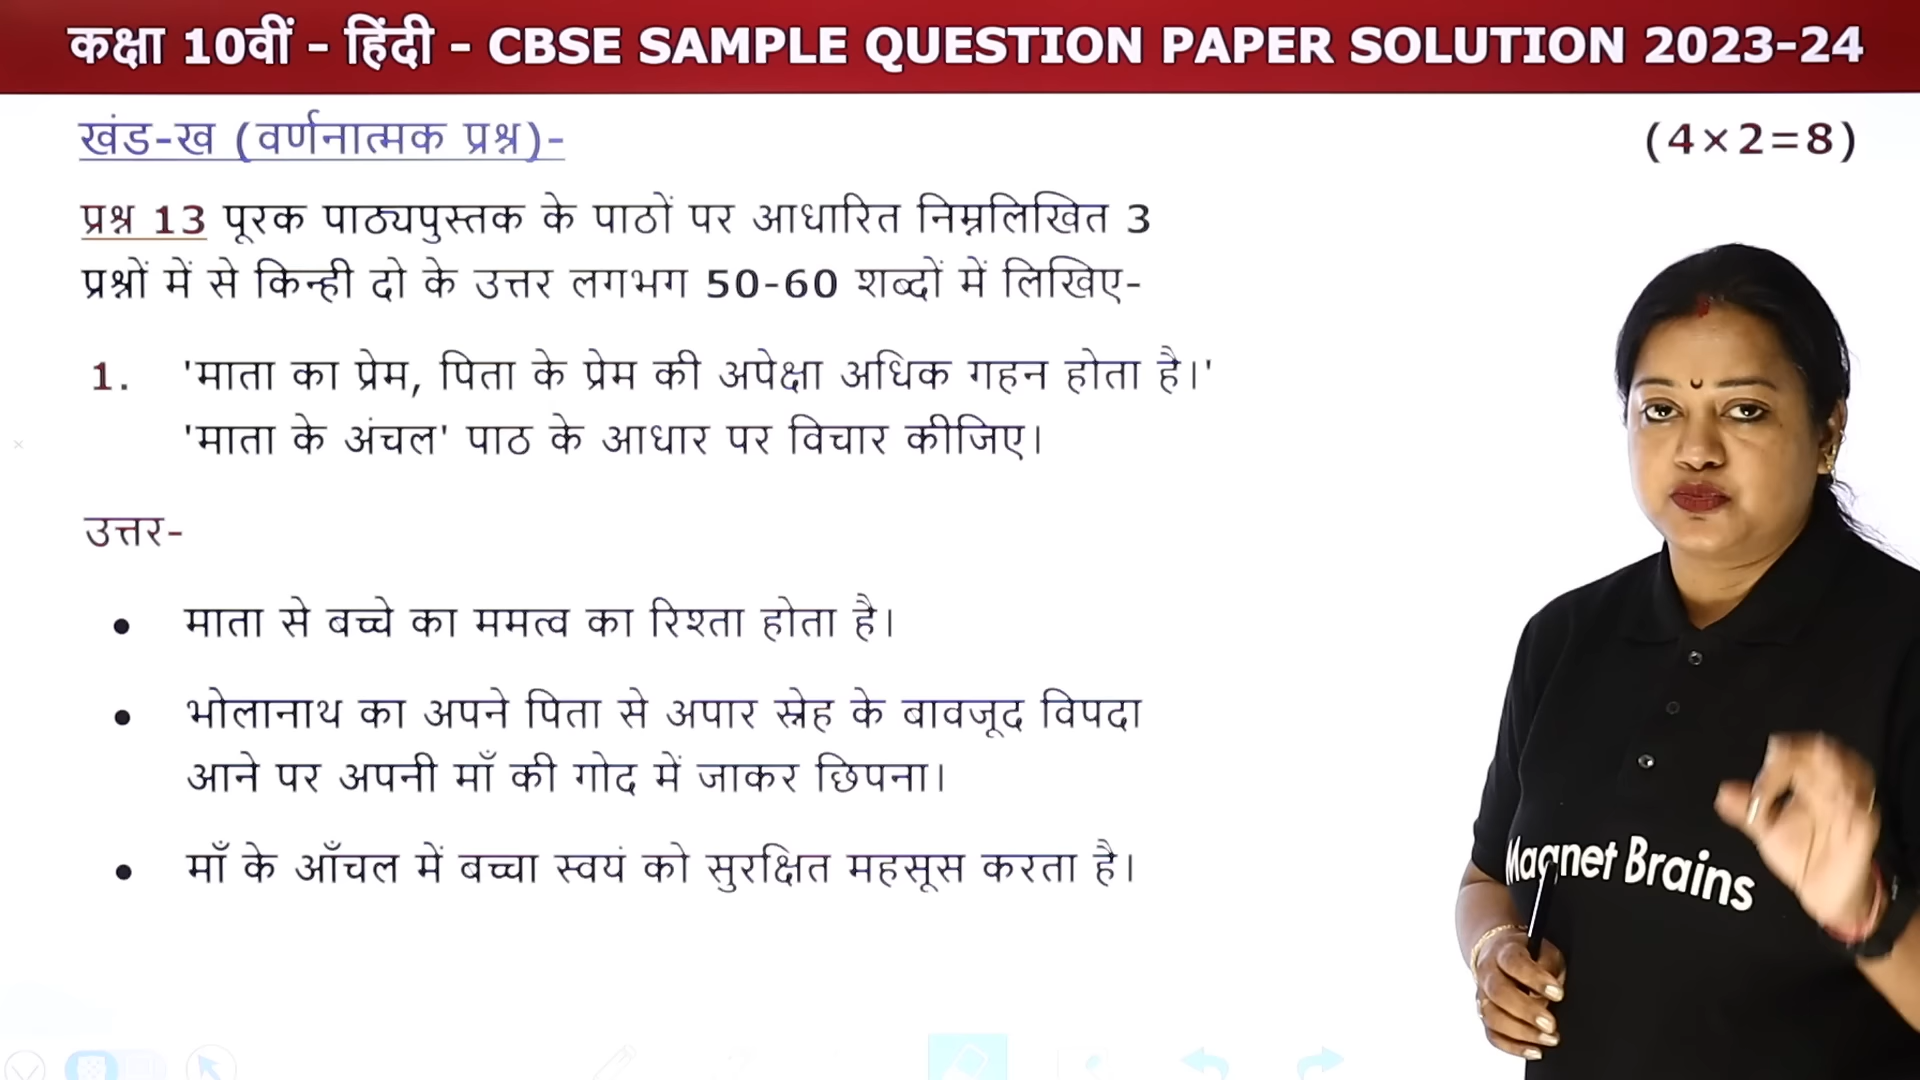 कक्षा 10वीं - हिंदी - CBSE SAMPLE QUESTION PAPER SOLUTION 2023-24
खंड-ख (वर्णनात्मक प्रश्न)-
(4×2=8)
प्रश्न 13 पूरक पाठ्यपुस्तक के पाठों पर आधारित निम्नलिखित 3
प्रश्नों में से किन्ही दो के उत्तर लगभग 50-60 शब्दों में लिखिए-
1. 'माता का प्रेम, पिता के प्रेम की अपेक्षा अधिक गहन होता है।'
'माता के अंचल' पाठ के आधार पर विचार कीजिए।
उत्तर-
• माता से बच्चे का ममत्व का रिश्ता होता है।
• भोलानाथ का अपने पिता से अपार स्नेह के बावजूद विपदा
आने पर अपनी माँ की गोद में जाकर छिपना।
• माँ के आँचल में बच्चा स्वयं को सुरक्षित महसूस करता है।
Magnet Brains